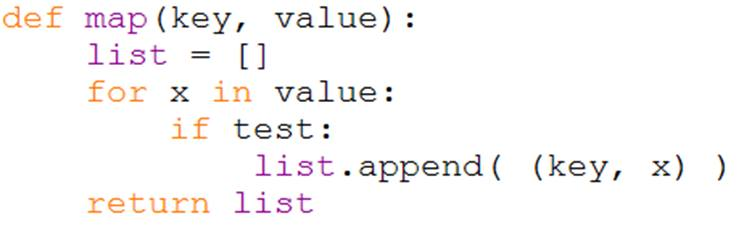 def map(key, value):
    list = []
    for x in value:
        if test:
            list.append( (key, x) )
    return list